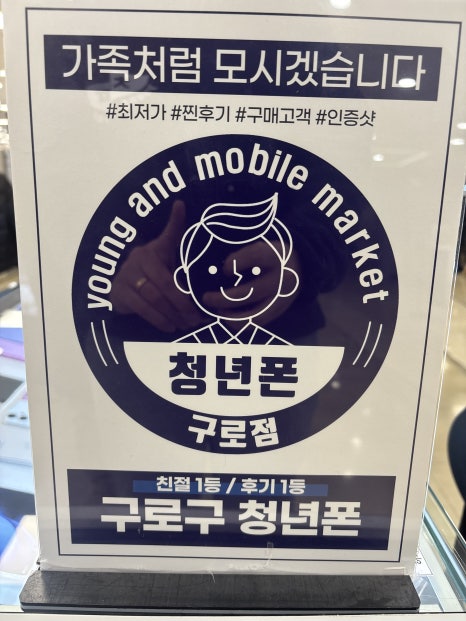 가족처럼 모시겠습니다
#최저가 #찐후기 #구매고객 #인증샷
young and mobile market
청년폰
구로점
친절 1등 / 후기 1등
구로구 청년폰